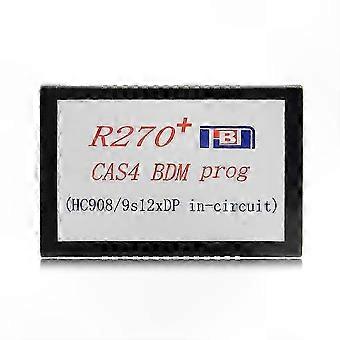 R270+ B
CAS4 BDM prog
(HC908/9s12xDP in-circuit)